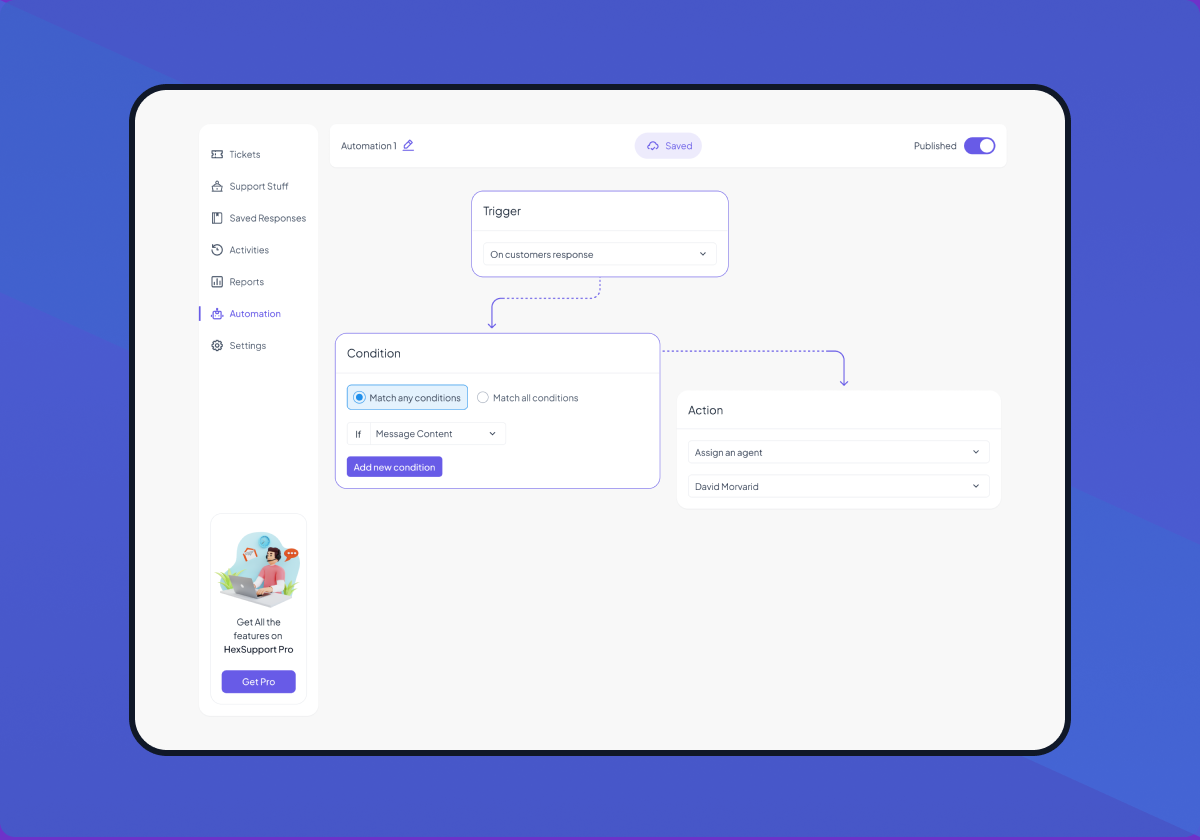 Tickets
Support Stuff
Saved Responses
Activities
Reports
Automation
Settings
Get All the
features on
HexSupport Pro
Get Pro
Automation 1
Saved
Published
Trigger
On customers response
Condition
Match any conditions
Match all conditions
If
Message Content
Add new condition
Action
Assign an agent
David Morvarid